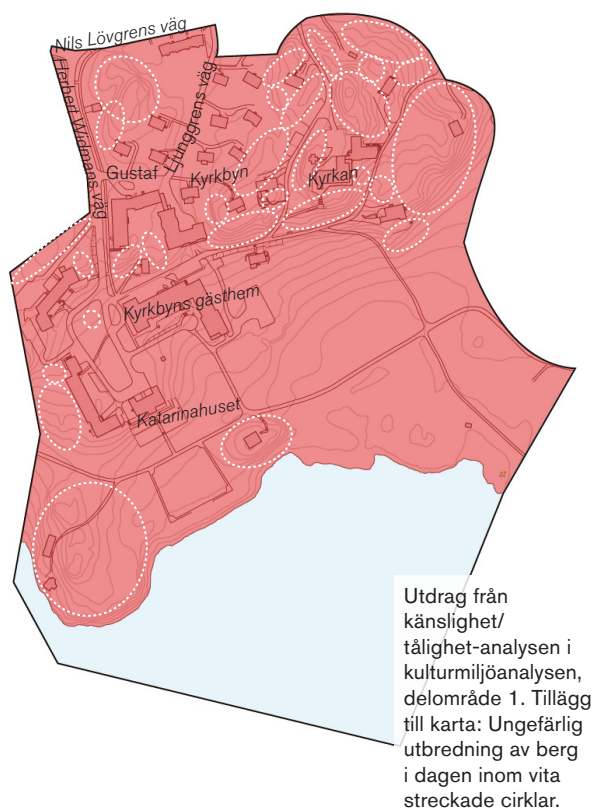 Nils Lövgrens väg
Herbert Widmans väg
Ljunggrens väg
Gustaf
Kyrkbyn
Kyrkan
Kyrkbyns gästhem
Katarinahuset
Utdrag från
känslighet/
tålighet-analysen i
kulturmiljöanalysen,
delområde 1. Tillägg
till karta: Ungefärlig
utbredning av berg
i dagen inom vita
streckade cirklar.